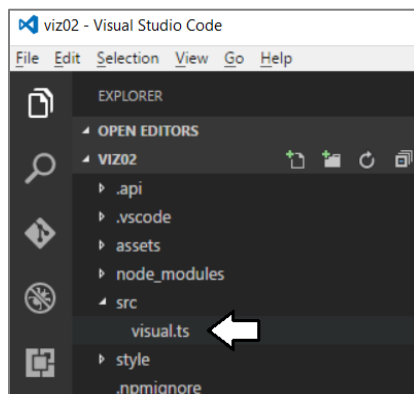 viz02 - Visual Studio Code
File Edit Selection View Go Help
EXPLORER
OPEN EDITORS
VIZ02
.api
.vscode
assets
node_modules
src
visual.ts
style
.npmignore